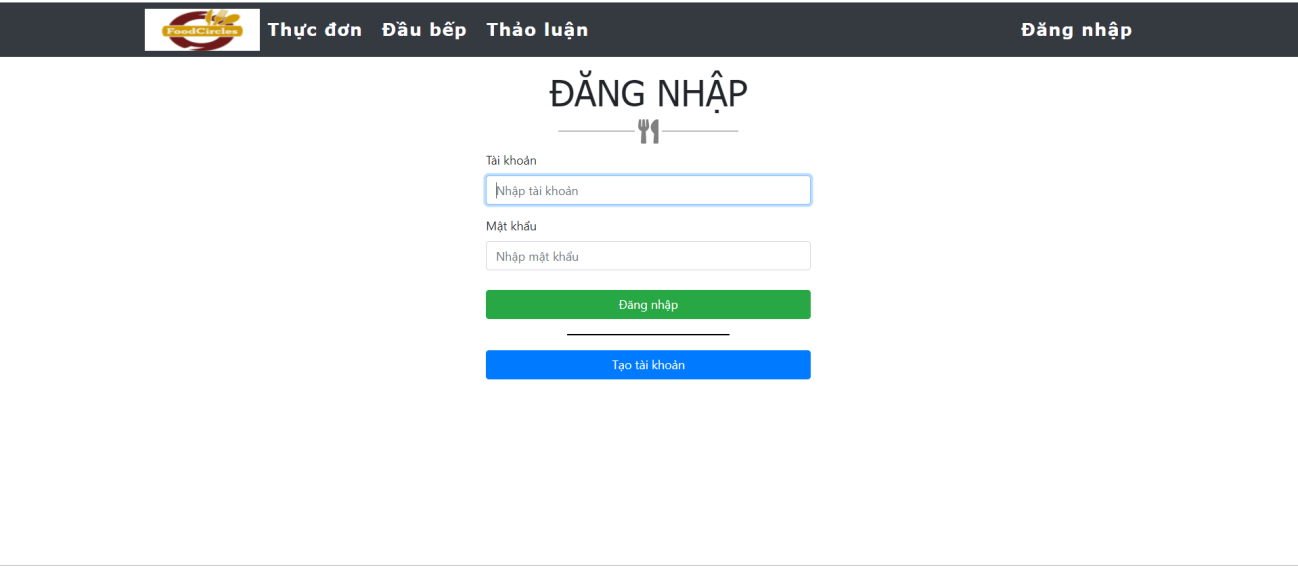 FoodCircles Thực đơn Đầu bếp Thảo luận Đăng nhập
ĐĂNG NHẬP
Tài khoản
Nhập tài khoản
Mật khẩu
Nhập mật khẩu
Đăng nhập
Tạo tài khoản